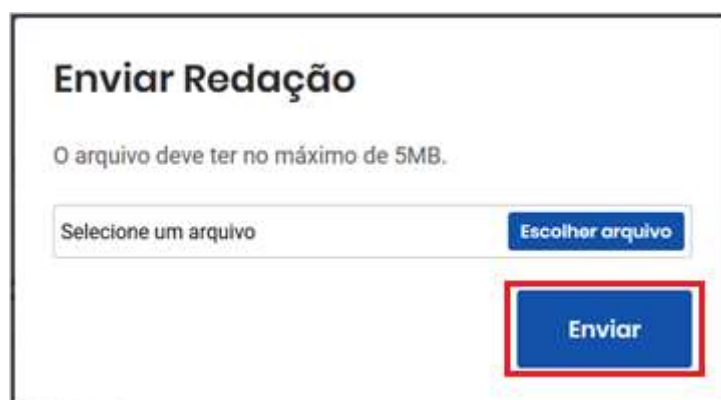 Enviar Redação
O arquivo deve ter no máximo de 5MB.
Selecione um arquivo
Escolher arquivo
Enviar